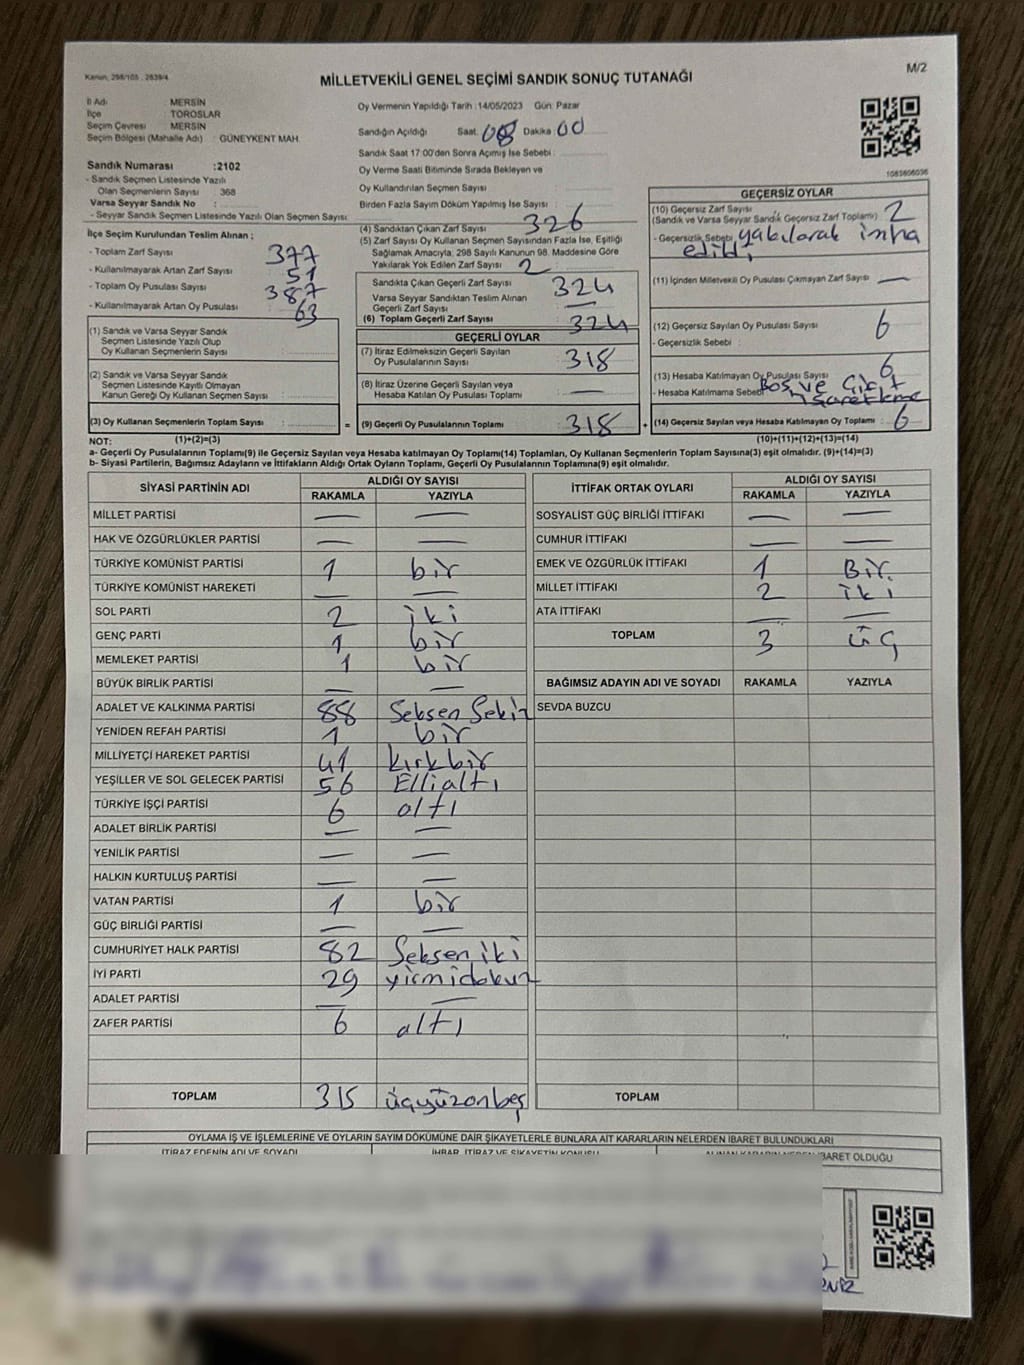 Kanun, 298/105 , 2839/4
M/2
MİLLETVEKİLİ GENEL SEÇİMİ SANDIK SONUÇ TUTANAĞI
İl Adı : MERSİN
İlçe : TOROSLAR
Seçim Çevresi : MERSİN
Seçim Bölgesi (Mahalle Adı) : GÜNEYKENT MAH.
Sandık Numarası :2102
- Sandık Seçmen Listesinde Yazılı
Olan Seçmenlerin Sayısı : 368
Varsa Seyyar Sandık No :
- Seyyar Sandık Seçmen Listesinde Yazılı Olan Seçmen Sayısı:
İlçe Seçim Kurulundan Teslim Alınan ;
- Toplam Zarf Sayısı : 377
- Kullanılmayarak Artan Zarf Sayısı : 51
- Toplam Oy Pusulası Sayısı : 387
- Kullanılmayarak Artan Oy Pusulası : 63
(1) Sandık ve Varsa Seyyar Sandık
Seçmen Listesinde Yazılı Olup
Oy Kullanan Seçmenlerin Sayısı :
(2) Sandık ve Varsa Seyyar Sandık
Seçmen Listesinde Kayıtlı Olmayan
Kanun Gereği Oy Kullanan Seçmen Sayısı :
(3) Oy Kullanan Seçmenlerin Toplam Sayısı : =
Oy Vermenin Yapıldığı Tarih :14/05/2023 Gün: Pazar
Sandığın Açıldığı Saat: 08 Dakika: 00
Sandık Saat 17:00'den Sonra Açılmış İse Sebebi :
Oy Verme Saati Bitiminde Sırada Bekleyen ve
Oy Kullandırılan Seçmen Sayısı :
Birden Fazla Sayım Döküm Yapılmış İse Sayısı :
(4) Sandıktan Çıkan Zarf Sayısı : 326
(5) Zarf Sayısı Oy Kullanan Seçmen Sayısından Fazla İse, Eşitliği
Sağlamak Amacıyla, 298 Sayılı Kanunun 98. Maddesine Göre
Yakılarak Yok Edilen Zarf Sayısı : 2
Sandıkta Çıkan Geçerli Zarf Sayısı : 324
Varsa Seyyar Sandıktan Teslim Alınan
Geçerli Zarf Sayısı : —
(6) Toplam Geçerli Zarf Sayısı : 324
GEÇERLİ OYLAR
(7) İtiraz Edilmeksizin Geçerli Sayılan
Oy Pusulalarının Sayısı : 318
(8) İtiraz Üzerine Geçerli Sayılan veya
Hesaba Katılan Oy Pusulası Toplamı : —
(9) Geçerli Oy Pusulalarının Toplamı : 318 +
1083606036
GEÇERSİZ OYLAR
(10) Geçersiz Zarf Sayısı
(Sandık ve Varsa Seyyar Sandık Geçersiz Zarf Toplamı) : 2
- Geçersizlik Sebebi: yakılarak imha
edildi
(11) İçinden Milletvekili Oy Pusulası Çıkmayan Zarf Sayısı : —
(12) Geçersiz Sayılan Oy Pusulası Sayısı : 6
- Geçersizlik Sebebi :
(13) Hesaba Katılmayan Oy Pusulası Sayısı : 6
- Hesaba Katılmama Sebebi: Boş ve Çift
İşaretleme
(14) Geçersiz Sayılan veya Hesaba Katılmayan Oy Toplamı : 6
NOT: (1)+(2)=(3) (10)+(11)+(12)+(13)=(14)
a- Geçerli Oy Pusulalarının Toplamı(9) ile Geçersiz Sayılan veya Hesaba katılmayan Oy Toplamı(14) Toplamları, Oy Kullanan Seçmenlerin Toplam Sayısına(3) eşit olmalıdır. (9)+(14)=(3)
b- Siyasi Partilerin, Bağımsız Adayların ve İttifakların Aldığı Ortak Oyların Toplamı, Geçerli Oy Pusulalarının Toplamına(9) eşit olmalıdır.
SİYASİ PARTİNİN ADI ALDIĞI OY SAYISI
RAKAMLA YAZIYLA
MİLLET PARTİSİ — —
HAK VE ÖZGÜRLÜKLER PARTİSİ — —
TÜRKİYE KOMÜNİST PARTİSİ 1 bir
TÜRKİYE KOMÜNİST HAREKETİ — —
SOL PARTİ 2 iki
GENÇ PARTİ 1 bir
MEMLEKET PARTİSİ 1 bir
BÜYÜK BİRLİK PARTİSİ — —
ADALET VE KALKINMA PARTİSİ 88 Seksen Sekiz
YENİDEN REFAH PARTİSİ 1 bir
MİLLİYETÇİ HAREKET PARTİSİ 41 kırkbir
YEŞİLLER VE SOL GELECEK PARTİSİ 56 Elli altı
TÜRKİYE İŞÇİ PARTİSİ 6 altı
ADALET BİRLİK PARTİSİ — —
YENİLİK PARTİSİ — —
HALKIN KURTULUŞ PARTİSİ — —
VATAN PARTİSİ 1 bir
GÜÇ BİRLİĞİ PARTİSİ — —
CUMHURİYET HALK PARTİSİ 82 Seksen iki
İYİ PARTİ 29 yirmidokuz
ADALET PARTİSİ — —
ZAFER PARTİSİ 6 altı
TOPLAM 315 üçyüzonbeş
İTTİFAK ORTAK OYLARI ALDIĞI OY SAYISI
RAKAMLA YAZIYLA
SOSYALİST GÜÇ BİRLİĞİ İTTİFAKI — —
CUMHUR İTTİFAKI — —
EMEK VE ÖZGÜRLÜK İTTİFAKI 1 Bir
MİLLET İTTİFAKI 2 iki
ATA İTTİFAKI — —
TOPLAM 3 üç
BAĞIMSIZ ADAYIN ADI VE SOYADI RAKAMLA YAZIYLA
SEVDA BUZCU
TOPLAM
OYLAMA İŞ VE İŞLEMLERİNE VE OYLARIN SAYIM DÖKÜMÜNE DAİR ŞİKAYETLERLE BUNLARA AİT KARARLARIN NELERDEN İBARET BULUNDUKLARI
İTİRAZ EDENİN ADI VE SOYADI İHBAR, İTİRAZ VE ŞİKAYETİN KONUSU ALINAN KARARIN NEDEN İBARET OLDUĞU